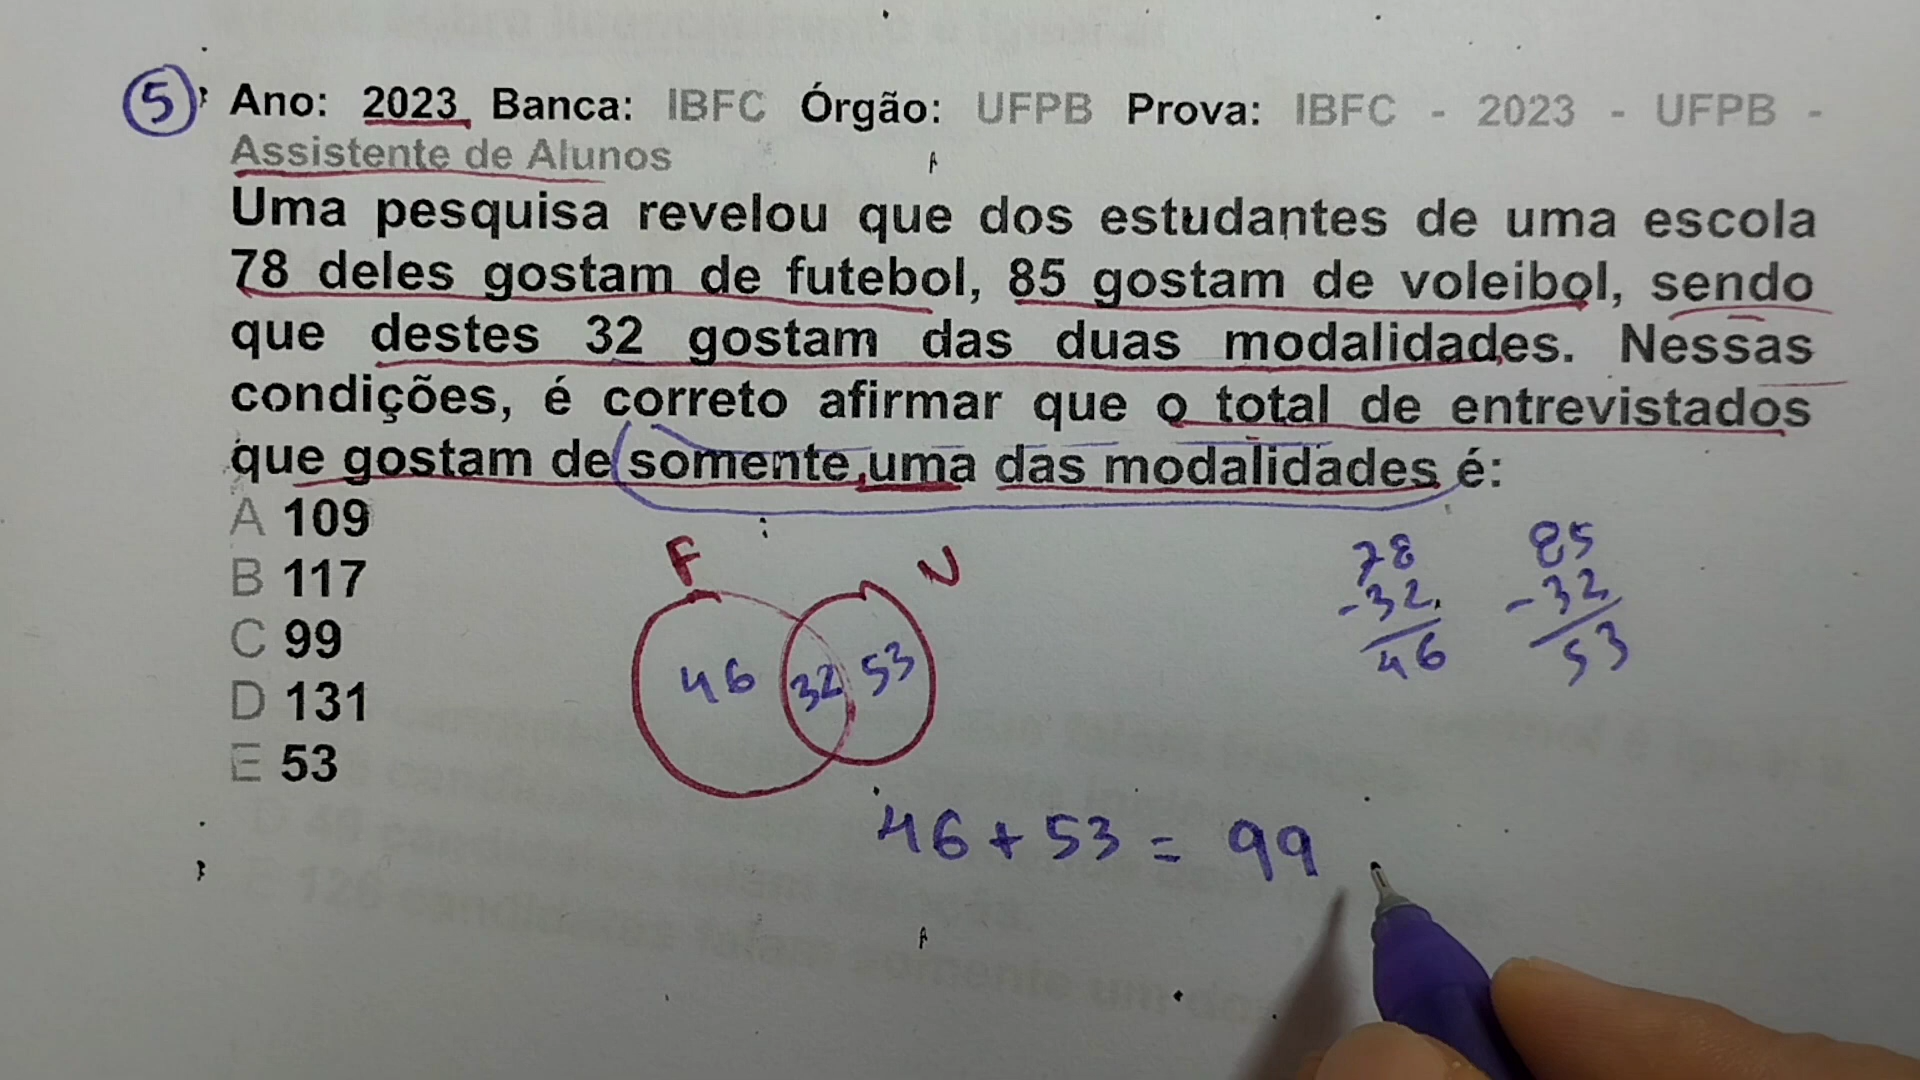 5 Ano: 2023 Banca: IBFC Órgão: UFPB Prova: IBFC - 2023 - UFPB -
Assistente de Alunos
Uma pesquisa revelou que dos estudantes de uma escola
78 deles gostam de futebol, 85 gostam de voleibol, sendo
que destes 32 gostam das duas modalidades. Nessas
condições, é correto afirmar que o total de entrevistados
que gostam de somente uma das modalidades é:
A 109
B 117
C 99
D 131
E 53
F V
46 32 53
78
-32
46
85
-32
53
46 + 53 = 99